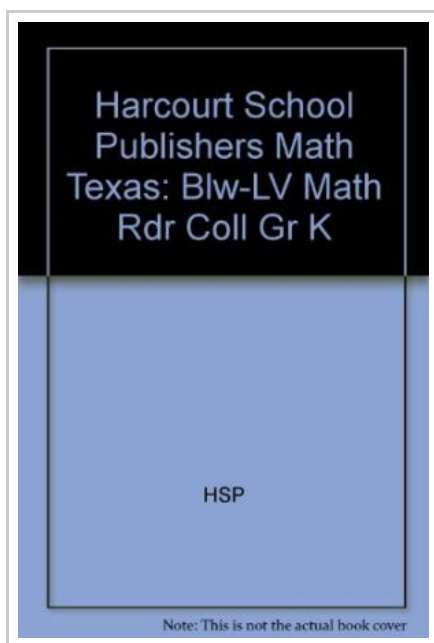 Harcourt School
Publishers Math
Texas: Blw-LV Math
Rdr Coll Gr K
HSP
Note: This is not the actual book cover